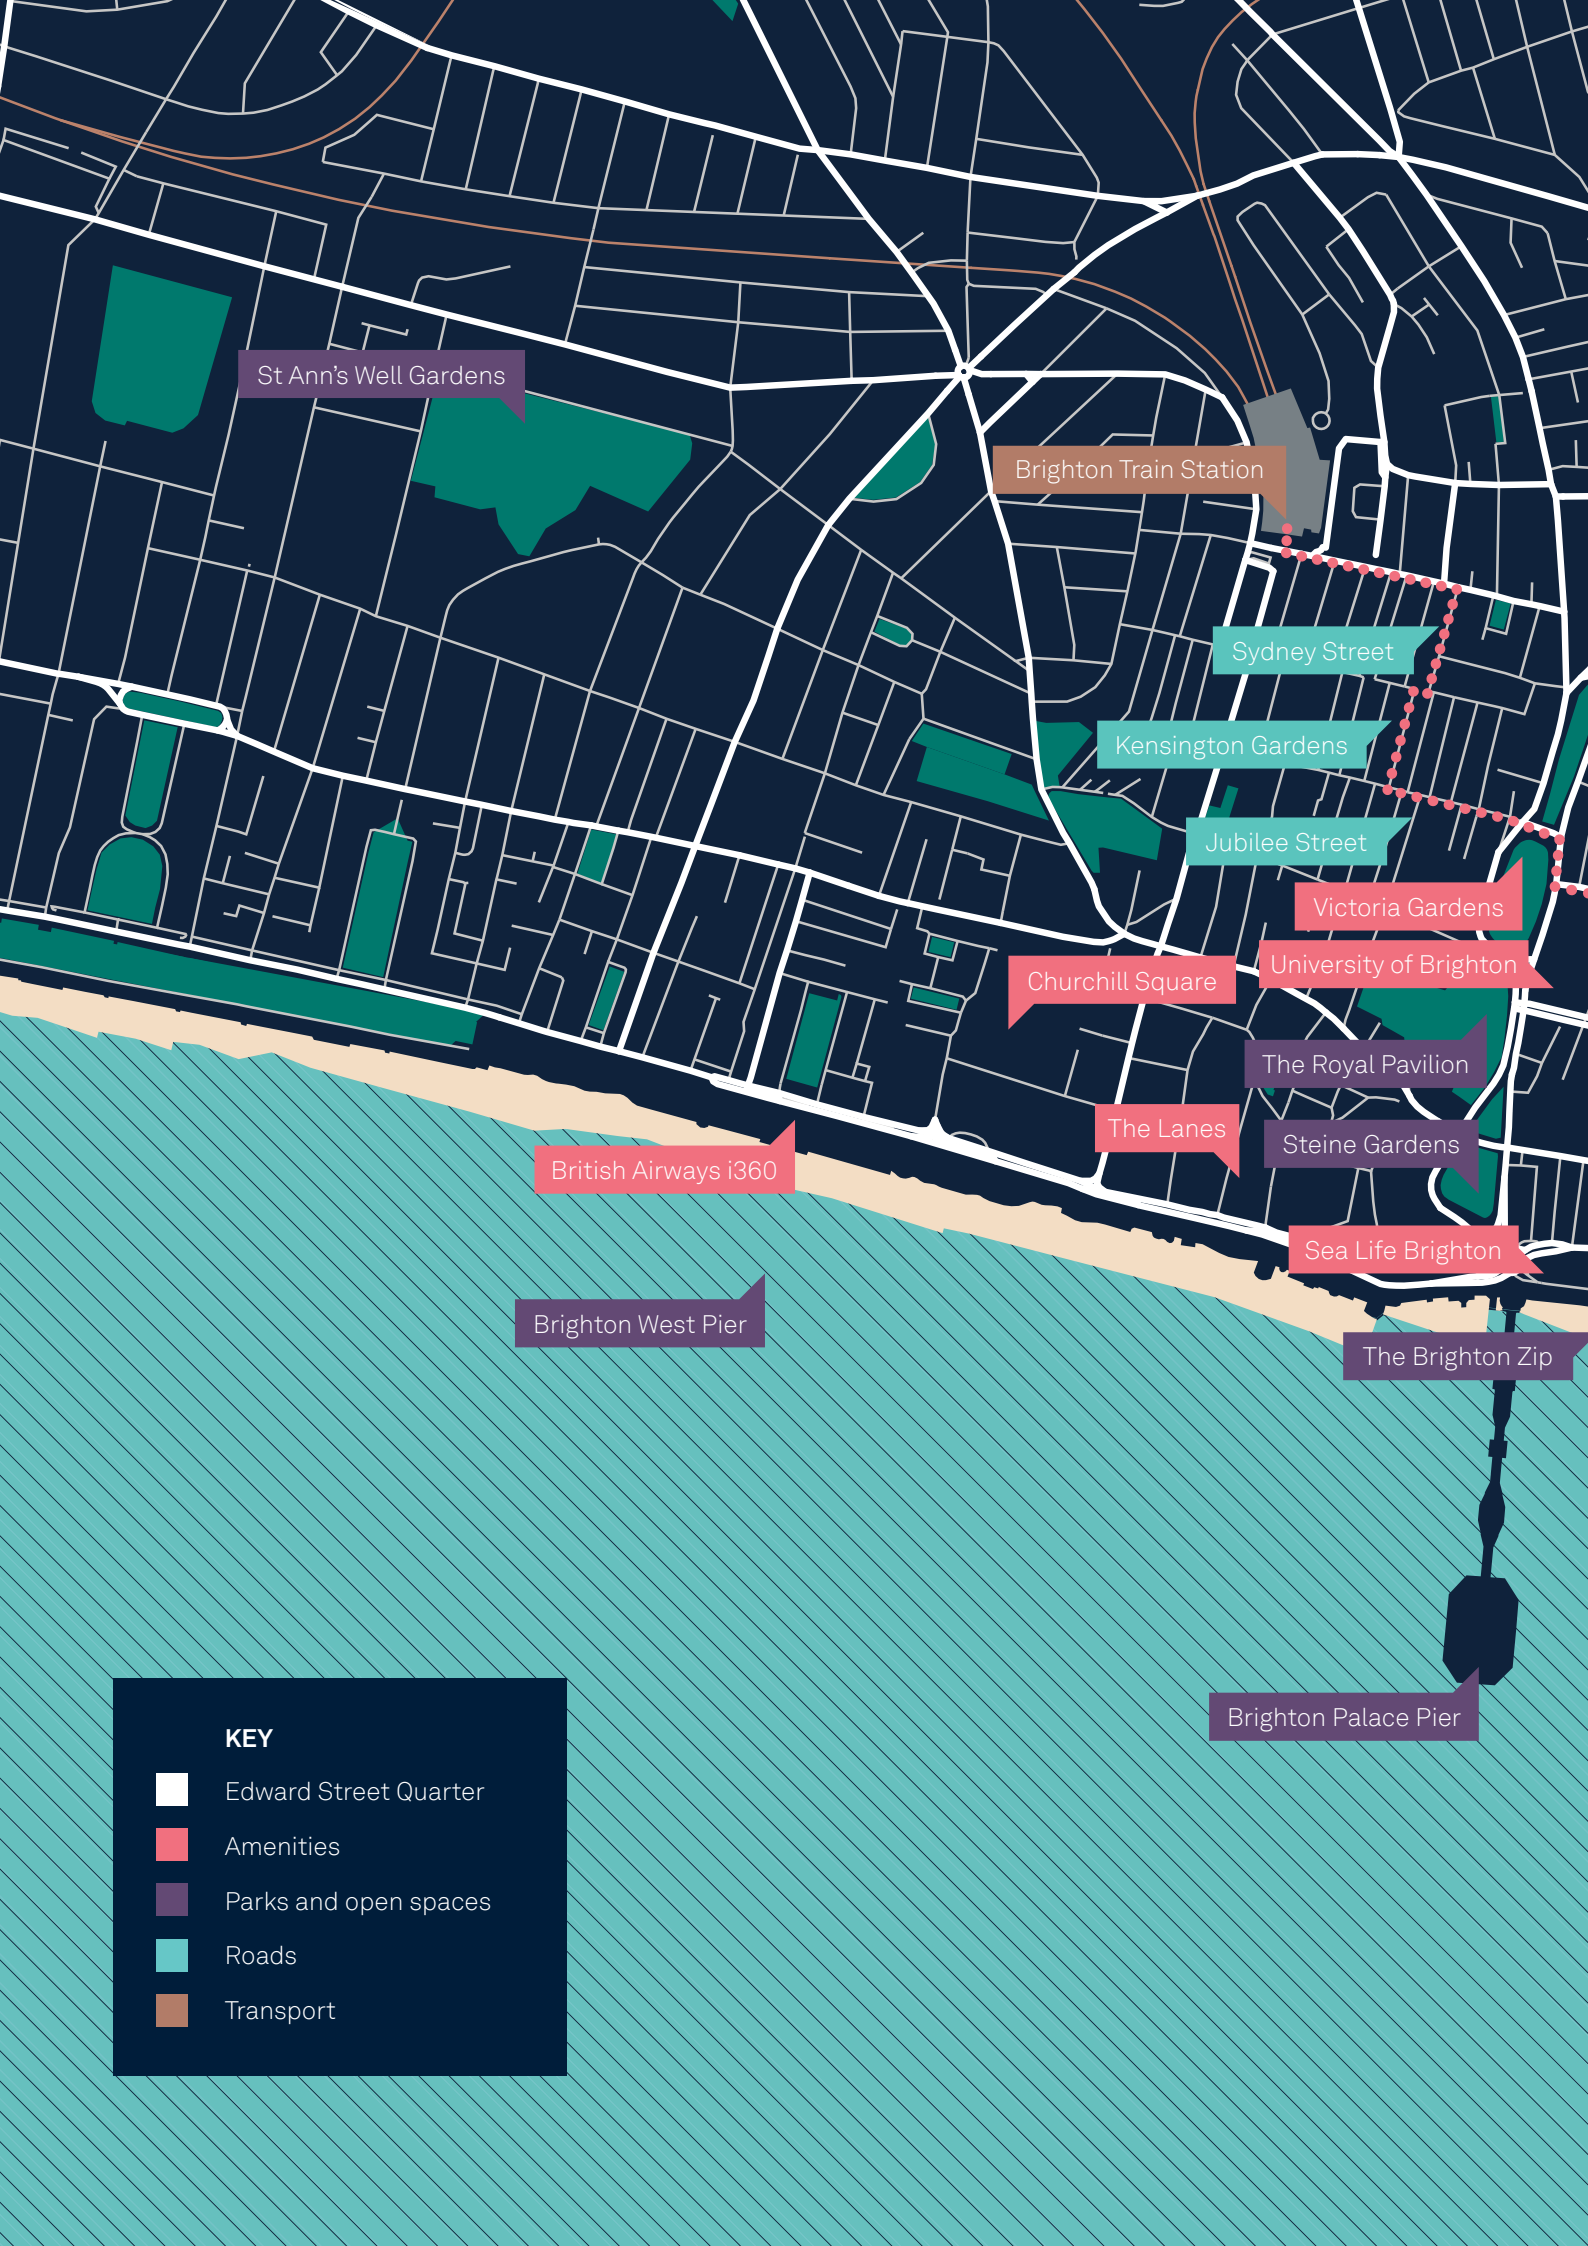 St Ann's Well Gardens
Brighton Train Station
Sydney Street
Kensington Gardens
Jubilee Street
Victoria Gardens
University of Brighton
Churchill Square
The Royal Pavilion
The Lanes
Steine Gardens
British Airways i360
Sea Life Brighton
Brighton West Pier
The Brighton Zip
Brighton Palace Pier
KEY
Edward Street Quarter
Amenities
Parks and open spaces
Roads
Transport